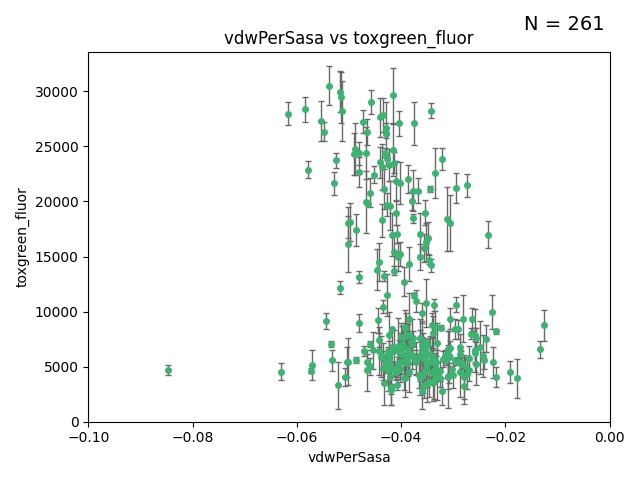 N = 261
vdwPerSasa vs toxgreen_fluor
toxgreen_fluor
30000
25000
20000
15000
10000
5000
0
−0.10 −0.08 −0.06 −0.04 −0.02 0.00
vdwPerSasa